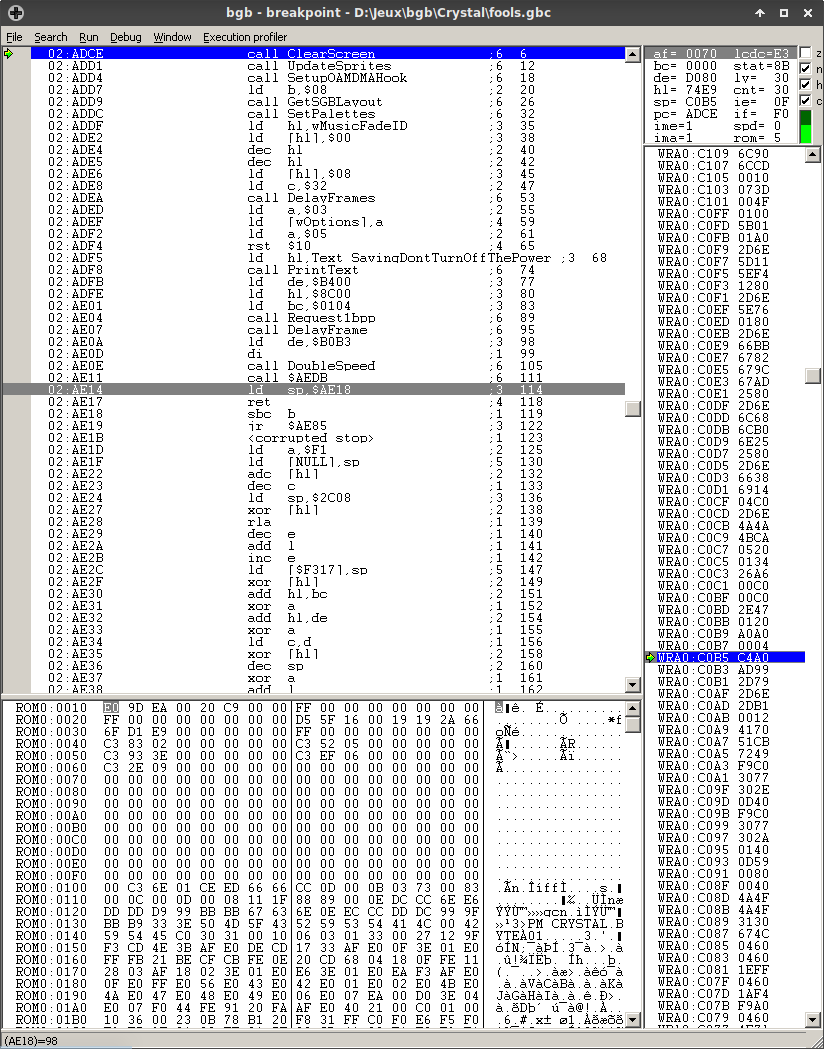 bgb - breakpoint - D:\Jeux\bgb\Crystal\fools.gbc
File Search Run Debug Window Execution profiler
02:ADCE call ClearScreen ;6 6
02:ADD1 call UpdateSprites ;6 12
02:ADD4 call SetupOAMDMAHook ;6 18
02:ADD7 ld b,$08 ;2 20
02:ADD9 call GetSGBLayout ;6 26
02:ADDC call SetPalettes ;6 32
02:ADDF ld hl,wMusicFadeID ;3 35
02:ADE2 ld [hl],$00 ;3 38
02:ADE4 dec hl ;2 40
02:ADE5 dec hl ;2 42
02:ADE6 ld [hl],$08 ;3 45
02:ADE8 ld c,$32 ;2 47
02:ADEA call DelayFrames ;6 53
02:ADED ld a,$03 ;2 55
02:ADEF ld [wOptions],a ;4 59
02:ADF2 ld a,$05 ;2 61
02:ADF4 rst $10 ;4 65
02:ADF5 ld hl,Text_SavingDontTurnOffThePower ;3 68
02:ADF8 call PrintText ;6 74
02:ADFB ld de,$B400 ;3 77
02:ADFE ld hl,$8C00 ;3 80
02:AE01 ld bc,$0104 ;3 83
02:AE04 call Request1bpp ;6 89
02:AE07 call DelayFrame ;6 95
02:AE0A ld de,$B0B3 ;3 98
02:AE0D di ;1 99
02:AE0E call DoubleSpeed ;6 105
02:AE11 call $AEDB ;6 111
02:AE14 ld sp,$AE18 ;3 114
02:AE17 ret ;4 118
02:AE18 sbc b ;1 119
02:AE19 jr $AE85 ;3 122
02:AE1B <corrupted stop> ;1 123
02:AE1D ld a,$F1 ;2 125
02:AE1F ld [NULL],sp ;5 130
02:AE22 adc [hl] ;2 132
02:AE23 dec c ;1 133
02:AE24 ld sp,$2C08 ;3 136
02:AE27 xor [hl] ;2 138
02:AE28 rla ;1 139
02:AE29 dec e ;1 140
02:AE2A add l ;1 141
02:AE2B inc e ;1 142
02:AE2C ld [$F317],sp ;5 147
02:AE2F xor [hl] ;2 149
02:AE30 add hl,bc ;2 151
02:AE31 xor a ;1 152
02:AE32 add hl,de ;2 154
02:AE33 xor a ;1 155
02:AE34 ld c,d ;1 156
02:AE35 xor [hl] ;2 158
02:AE36 dec sp ;2 160
02:AE37 xor a ;1 161
02:AE38 add l ;1 162
af= 0070 lcdc=E3 z
bc= 0000 stat=8B n
de= D080 ly= 30 h
hl= 74E9 cnt= 30 c
sp= C0B5 ie= 0F
pc= ADCE if= F0
ime=1 spd= 0
ima=1 rom= 5
WRA0:C109 6C90
WRA0:C107 6CCD
WRA0:C105 0010
WRA0:C103 073D
WRA0:C101 004F
WRA0:C0FF 0100
WRA0:C0FD 5B01
WRA0:C0FB 01A0
WRA0:C0F9 2D6E
WRA0:C0F7 5D11
WRA0:C0F5 5EF4
WRA0:C0F3 1280
WRA0:C0F1 2D6E
WRA0:C0EF 5E76
WRA0:C0ED 0180
WRA0:C0EB 2D6E
WRA0:C0E9 66BB
WRA0:C0E7 6782
WRA0:C0E5 679C
WRA0:C0E3 67AD
WRA0:C0E1 2580
WRA0:C0DF 2D6E
WRA0:C0DD 6C68
WRA0:C0DB 6CB0
WRA0:C0D9 6E25
WRA0:C0D7 2580
WRA0:C0D5 2D6E
WRA0:C0D3 6638
WRA0:C0D1 6914
WRA0:C0CF 04C0
WRA0:C0CD 2D6E
WRA0:C0CB 4A4A
WRA0:C0C9 4BCA
WRA0:C0C7 0520
WRA0:C0C5 0134
WRA0:C0C3 26A6
WRA0:C0C1 00C0
WRA0:C0BF 00C0
WRA0:C0BD 2E47
WRA0:C0BB 0120
WRA0:C0B9 A0A0
WRA0:C0B7 0004
WRA0:C0B5 C4A0
WRA0:C0B3 AD99
WRA0:C0B1 2D79
WRA0:C0AF 2D6E
WRA0:C0AD 2DB1
WRA0:C0AB 0012
WRA0:C0A9 4170
WRA0:C0A7 51CB
WRA0:C0A5 7249
WRA0:C0A3 F9C0
WRA0:C0A1 3077
WRA0:C09F 302E
WRA0:C09D 0D40
WRA0:C09B F9C0
WRA0:C099 3077
WRA0:C097 302A
WRA0:C095 0140
WRA0:C093 0D59
WRA0:C091 0080
WRA0:C08F 0040
WRA0:C08D 4A4F
WRA0:C08B 4A4F
WRA0:C089 3130
WRA0:C087 674C
WRA0:C085 0460
WRA0:C083 0460
WRA0:C081 1EFF
WRA0:C07F 0460
WRA0:C07D 1AF4
WRA0:C07B F9A0
WRA0:C079 0180
ROM0:0010 E0 9D EA 00 20 C9 00 00 FF 00 00 00 00 00 00 00
ROM0:0020 FF 00 00 00 00 00 00 00 D5 5F 16 00 19 19 2A 66
ROM0:0030 6F D1 E9 00 00 00 00 00 FF 00 00 00 00 00 00 00
ROM0:0040 C3 83 02 00 00 00 00 00 C3 52 05 00 00 00 00 00
ROM0:0050 C3 93 3E 00 00 00 00 00 C3 EF 06 00 00 00 00 00
ROM0:0060 C3 2E 09 00 00 00 00 00 00 00 00 00 00 00 00 00
ROM0:0070 00 00 00 00 00 00 00 00 00 00 00 00 00 00 00 00
ROM0:0080 00 00 00 00 00 00 00 00 00 00 00 00 00 00 00 00
ROM0:0090 00 00 00 00 00 00 00 00 00 00 00 00 00 00 00 00
ROM0:00A0 00 00 00 00 00 00 00 00 00 00 00 00 00 00 00 00
ROM0:00B0 00 00 00 00 00 00 00 00 00 00 00 00 00 00 00 00
ROM0:00C0 00 00 00 00 00 00 00 00 00 00 00 00 00 00 00 00
ROM0:00D0 00 00 00 00 00 00 00 00 00 00 00 00 00 00 00 00
ROM0:00E0 00 00 00 00 00 00 00 00 00 00 00 00 00 00 00 00
ROM0:00F0 00 00 00 00 00 00 00 00 00 00 00 00 00 00 00 00
ROM0:0100 00 C3 6E 01 CE ED 66 66 CC 0D 00 0B 03 73 00 83
ROM0:0110 00 0C 00 0D 00 08 11 1F 88 89 00 0E DC CC 6E E6
ROM0:0120 DD DD D9 99 BB BB 67 63 6E 0E EC CC DD DC 99 9F
ROM0:0130 BB B9 33 3E 50 4D 5F 43 52 59 53 54 41 4C 00 42
ROM0:0140 59 54 45 C0 30 31 00 10 06 03 01 33 00 27 12 9F
ROM0:0150 F3 CD 4E 3B AF E0 DE CD 17 33 AF E0 0F 3E 01 E0
ROM0:0160 FF FB 21 BE CF CB FE 0E 20 CD 68 04 18 0F FE 11
ROM0:0170 28 03 AF 18 02 3E 01 E0 E6 3E 01 E0 EA F3 AF E0
ROM0:0180 0F E0 FF E0 56 E0 43 E0 42 E0 01 E0 02 E0 4B E0
ROM0:0190 4A E0 47 E0 48 E0 49 E0 06 E0 07 EA 00 D0 3E 04
ROM0:01A0 E0 07 F0 44 FE 91 20 FA AF E0 40 21 00 C0 01 00
ROM0:01B0 10 36 00 23 0B 78 B1 20 F8 31 FF C0 F0 E6 F5 F0
(AE18)=98